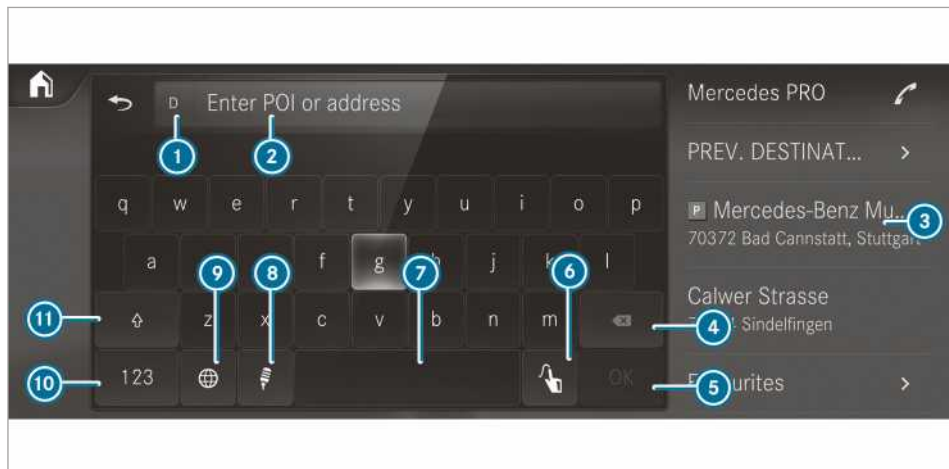 D Enter POI or address
1
2
q w e r t y u i o p
a f g j k l
9
8
7
6
11
z x c v b n m
4
10
123
OK
5
Mercedes PRO
PREV. DESTINAT... >
P Mercedes-Benz Mu...
3
70372 Bad Cannstatt, Stuttgart
Calwer Strasse
Sindelfingen
>